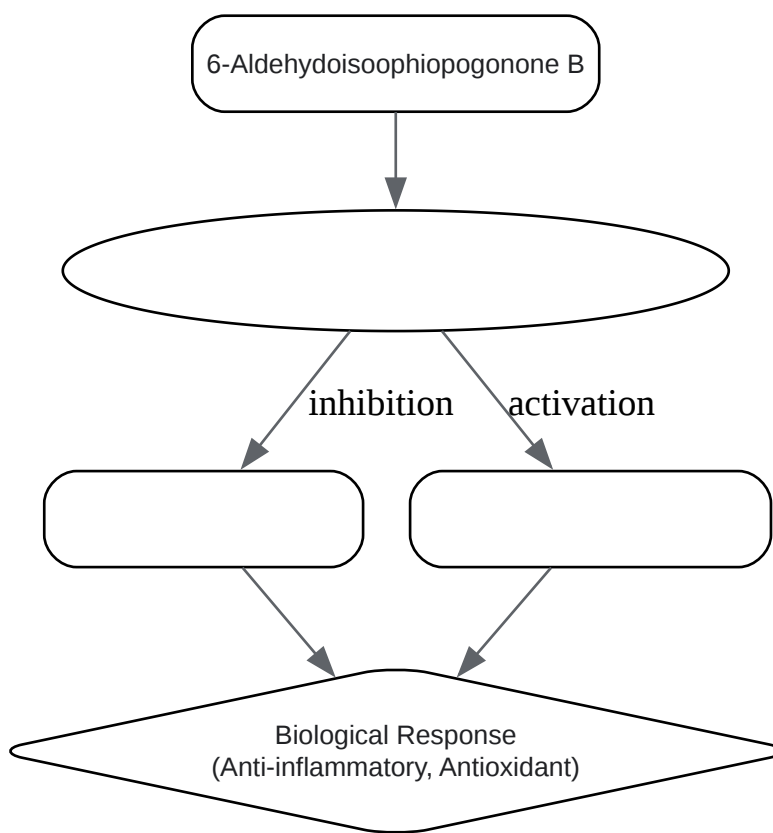 6-Aldehydoisoophiopogonone B
inhibition
activation
Biological Response
(Anti-inflammatory, Antioxidant)